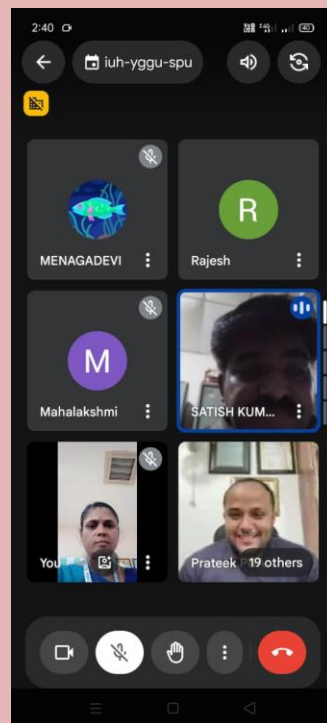 2:40
iuh-yggu-spu
MENAGADEVI
R
Rajesh
M
Mahalakshmi
SATISH KUM...
You
Prateek
19 others